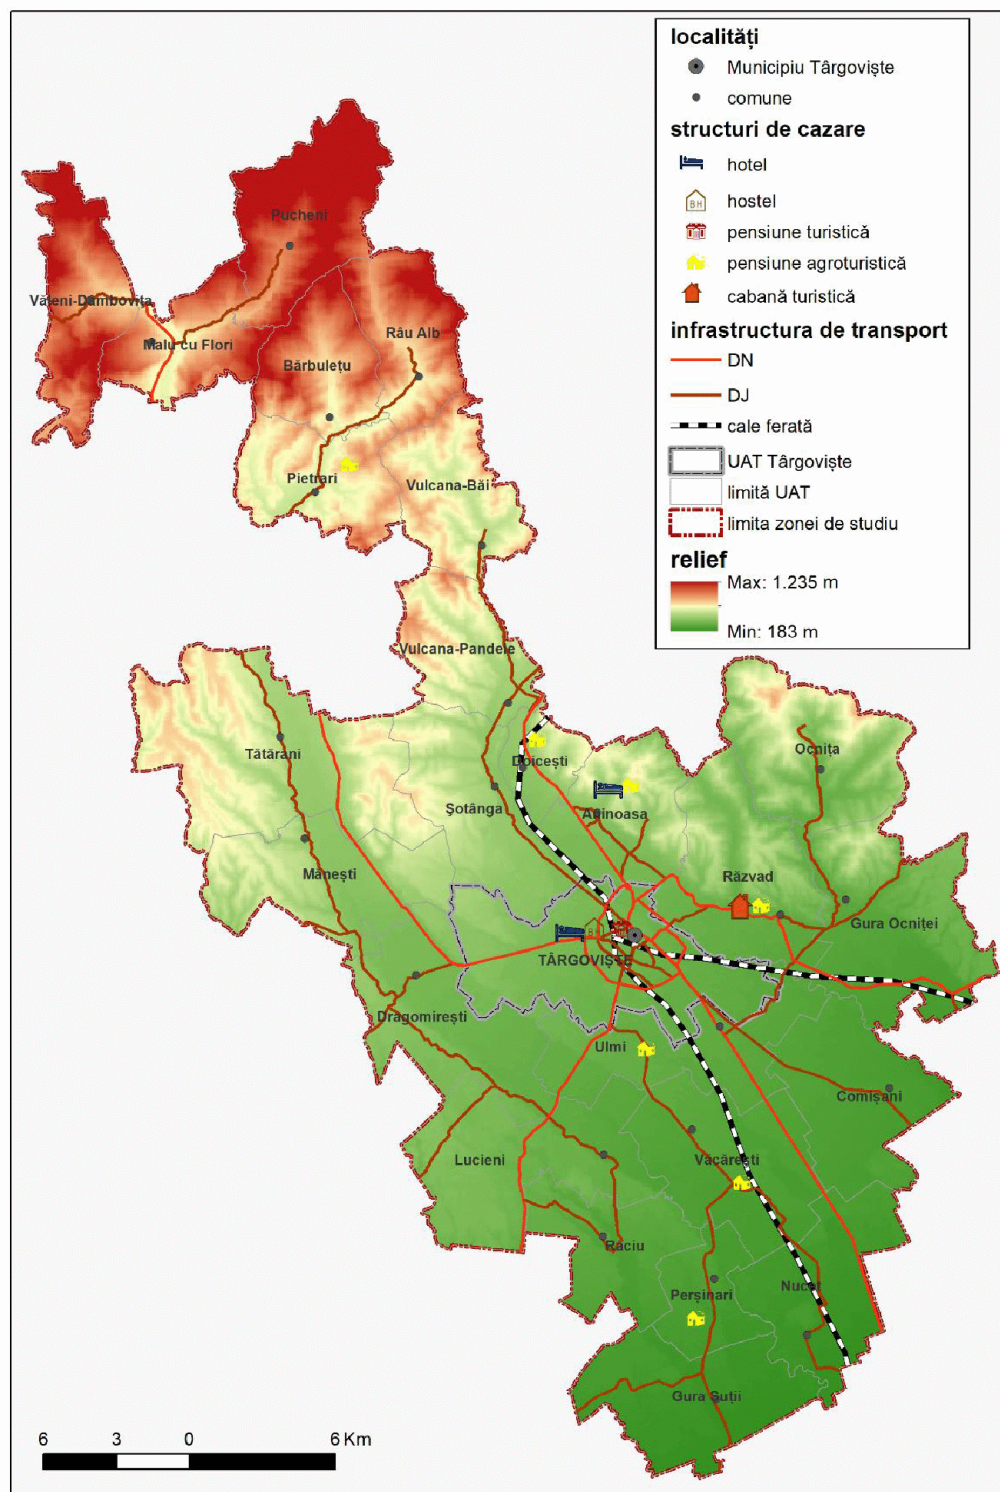 localități
Municipiu Târgoviște
comune
structuri de cazare
hotel
BH
hostel
pensiune turistică
pensiune agroturistică
cabană turistică
infrastructura de transport
DN
DJ
cale ferată
UAT Târgoviște
limită UAT
limita zonei de studiu
relief
Max: 1.235 m
Min: 183 m
Pucheni
Văleni-Dâmbovița
Malu cu Flori
Râu Alb
Bărbulețu
Pietrari
Vulcana-Băi
Vulcana-Pandele
Tătărani
Ocnița
Doicești
Șotânga
Aninoasa
Mănești
Răzvad
Gura Ocniței
TÂRGOVIȘTE
Dragomirești
Ulmi
Comișani
Lucieni
Văcărești
Raciu
Nucet
Perșinari
Gura Șuții
6 3 0 6 Km